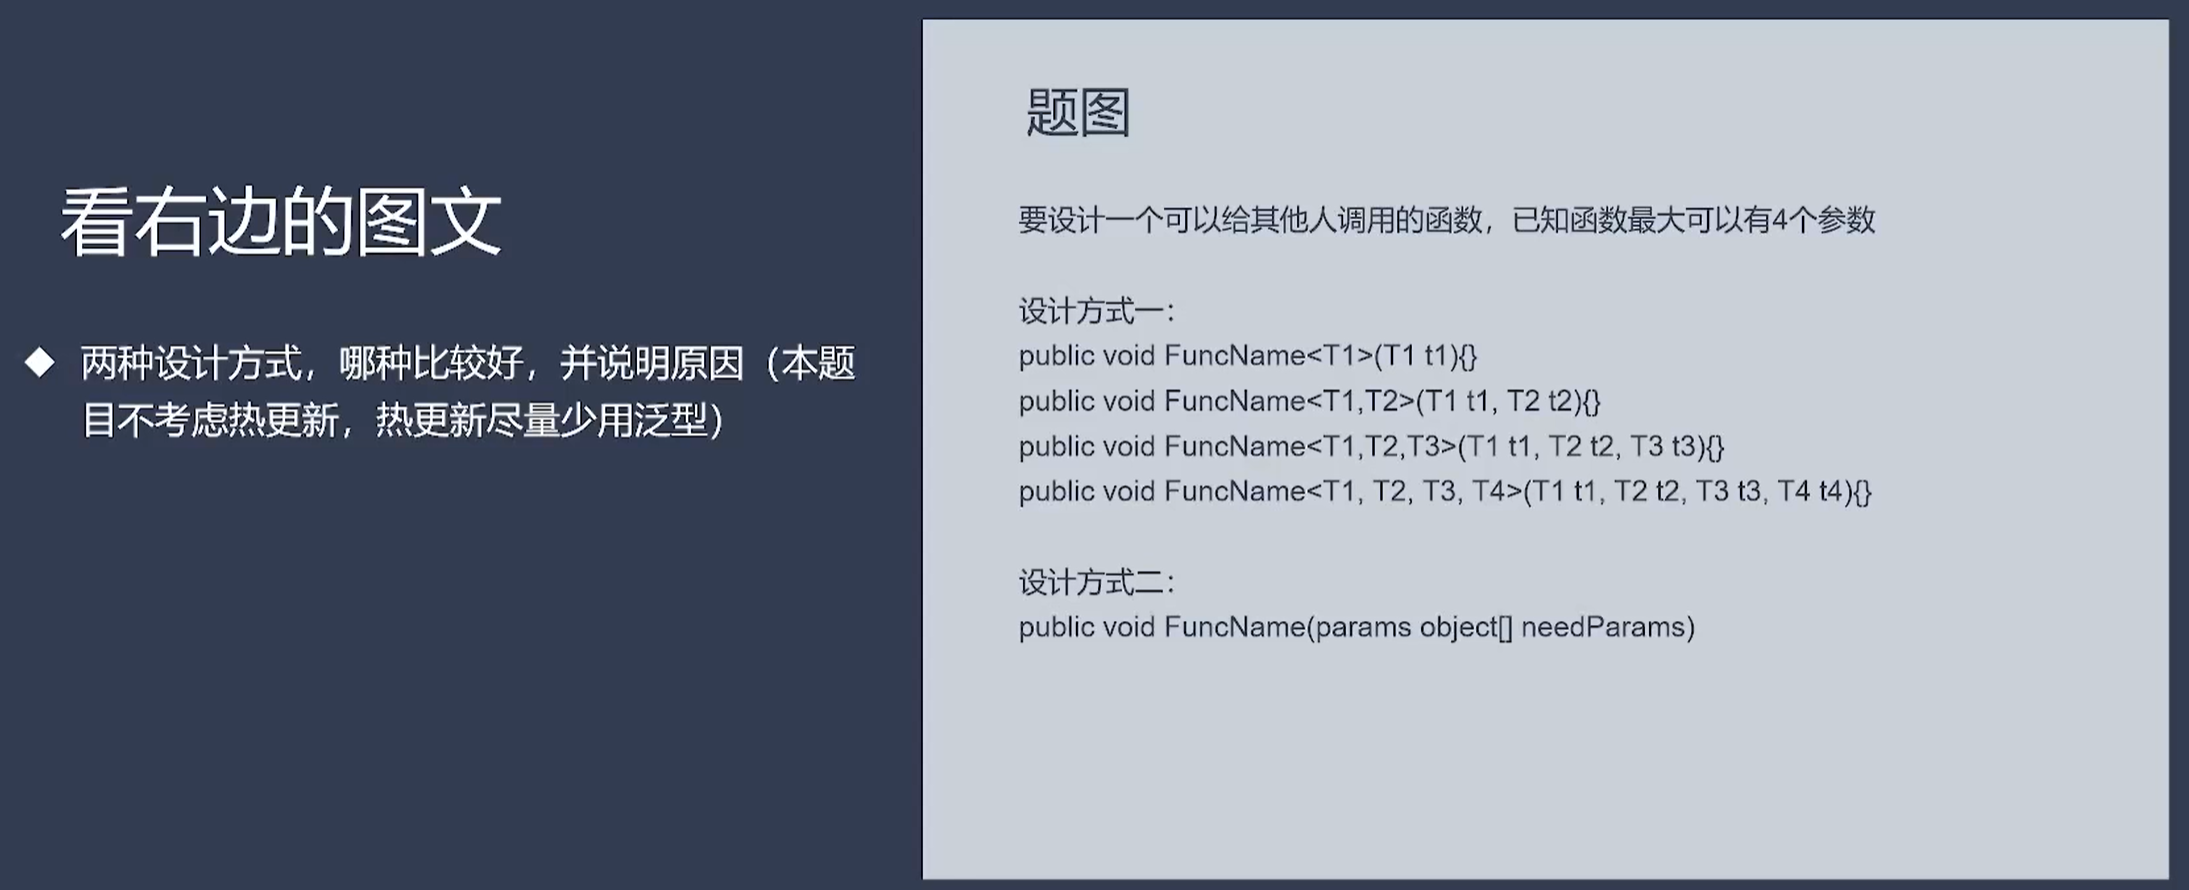 看右边的图文
◆ 两种设计方式，哪种比较好，并说明原因（本题
目不考虑热更新，热更新尽量少用泛型）
题图
要设计一个可以给其他人调用的函数，已知函数最大可以有4个参数
设计方式一：
public void FuncName<T1>(T1 t1){}
public void FuncName<T1,T2>(T1 t1, T2 t2){}
public void FuncName<T1,T2,T3>(T1 t1, T2 t2, T3 t3){}
public void FuncName<T1, T2, T3, T4>(T1 t1, T2 t2, T3 t3, T4 t4){}
设计方式二：
public void FuncName(params object[] needParams)